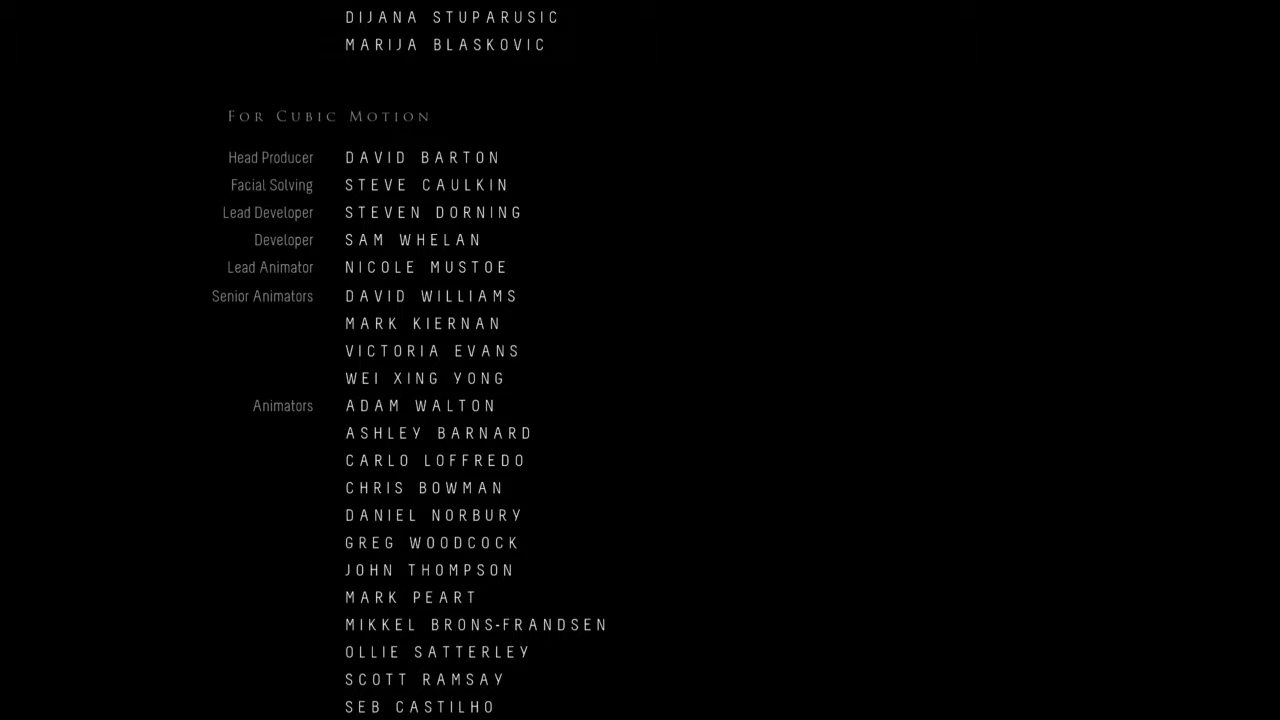 DIJANA STUPARUSIC
MARIJA BLASKOVIC
For Cubic Motion
Head Producer DAVID BARTON
Facial Solving STEVE CAULKIN
Lead Developer STEVEN DORNING
Developer SAM WHELAN
Lead Animator NICOLE MUSTOE
Senior Animators DAVID WILLIAMS
MARK KIERNAN
VICTORIA EVANS
WEI XING YONG
Animators ADAM WALTON
ASHLEY BARNARD
CARLO LOFFREDO
CHRIS BOWMAN
DANIEL NORBURY
GREG WOODCOCK
JOHN THOMPSON
MARK PEART
MIKKEL BRONS-FRANDSEN
OLLIE SATTERLEY
SCOTT RAMSAY
SEB CASTILHO